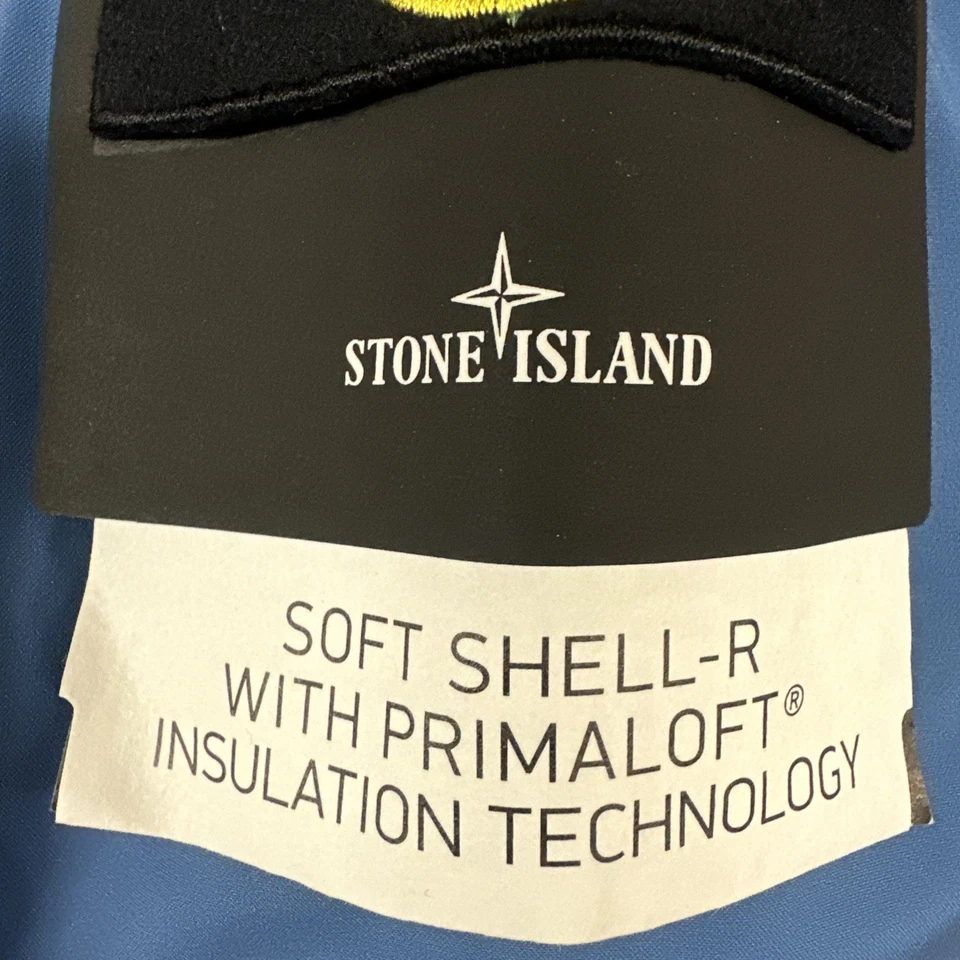 STONE ISLAND
SOFT SHELL-R
WITH PRIMALOFT®
INSULATION TECHNOLOGY